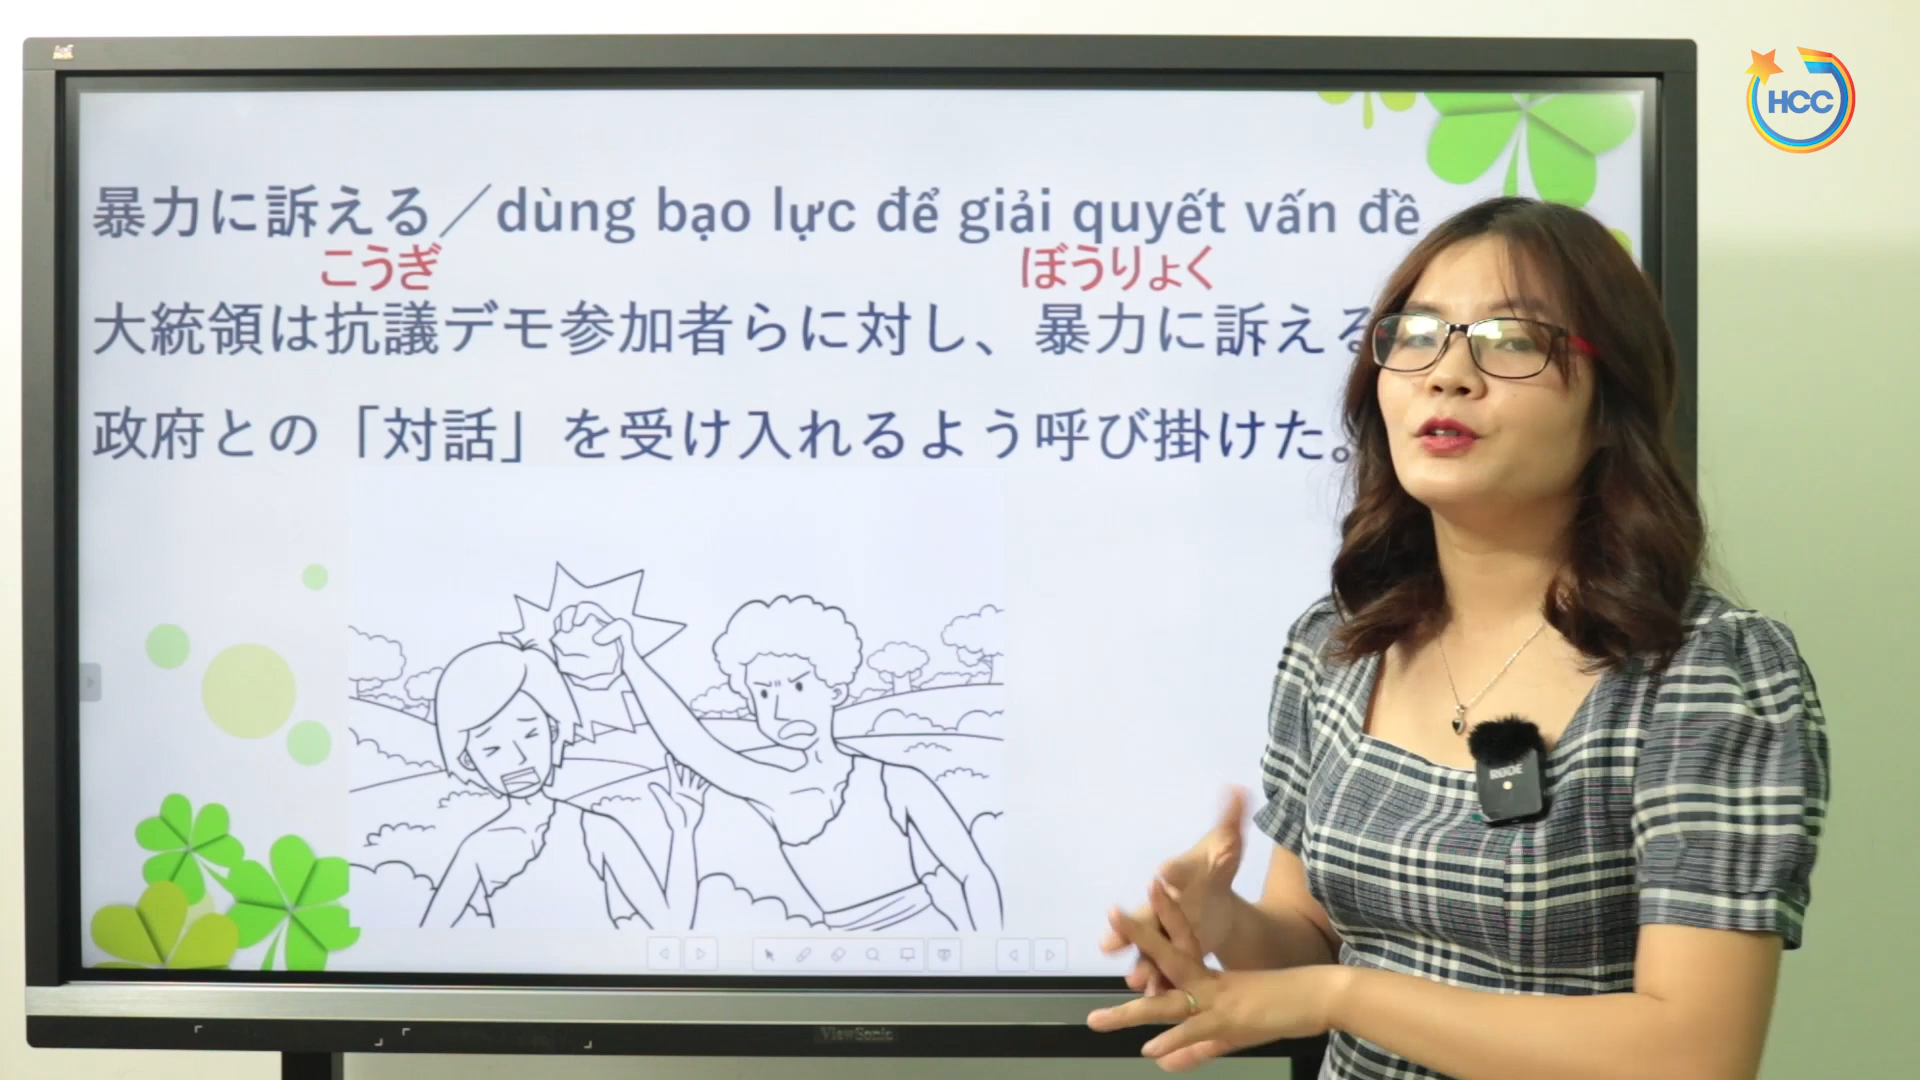 暴力に訴える／dùng bạo lực để giải quyết vấn đề
こうぎ ぼうりょく
大統領は抗議デモ参加者らに対し、暴力に訴える
政府との「対話」を受け入れるよう呼び掛けた。
HCC
RØDE
ViewSonic